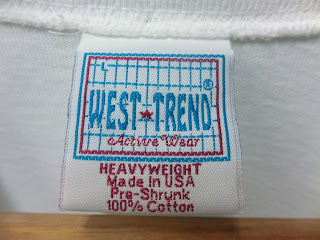 L
®
WEST★TREND
Active Wear
HEAVYWEIGHT
Made In USA
Pre-Shrunk
100% Cotton